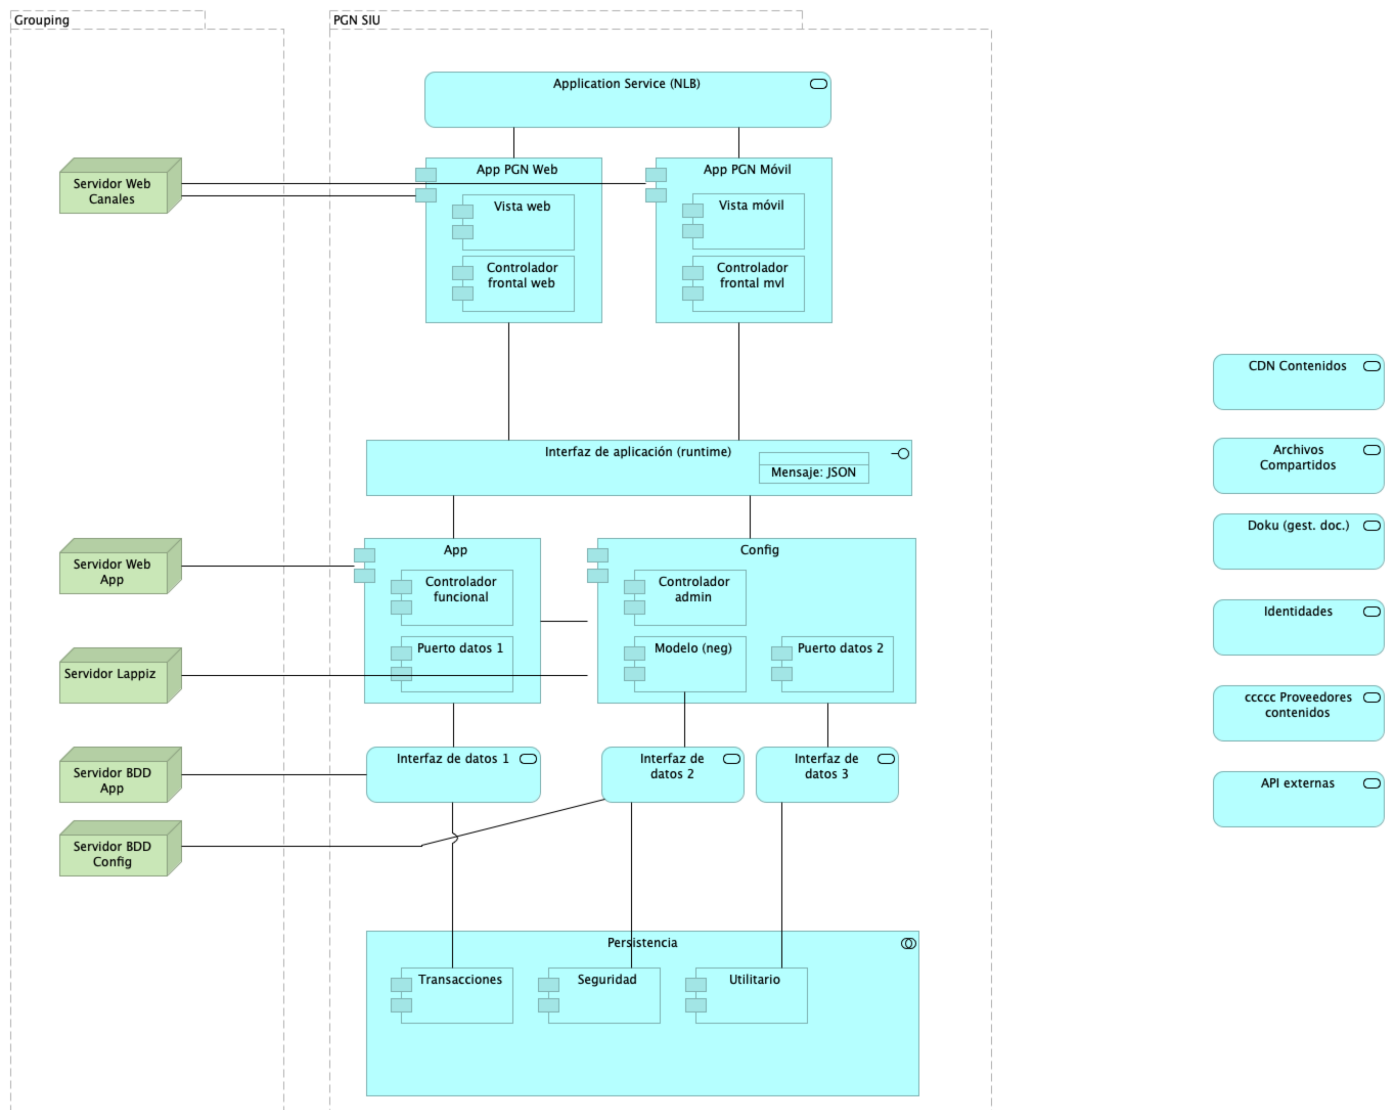 Grouping
PGN SIU
Application Service (NLB)
Servidor Web
Canales
App PGN Web
App PGN Móvil
Vista web
Vista móvil
Controlador
frontal web
Controlador
frontal mvl
CDN Contenidos
Interfaz de aplicación (runtime)
Mensaje: JSON
Archivos
Compartidos
Doku (gest. doc.)
Servidor Web
App
App
Config
Controlador
funcional
Controlador
admin
Identidades
Servidor Lappiz
Puerto datos 1
Modelo (neg)
Puerto datos 2
ccccc Proveedores
contenidos
Servidor BDD
App
Interfaz de datos 1
Interfaz de
datos 2
Interfaz de
datos 3
API externas
Servidor BDD
Config
Persistencia
Transacciones
Seguridad
Utilitario